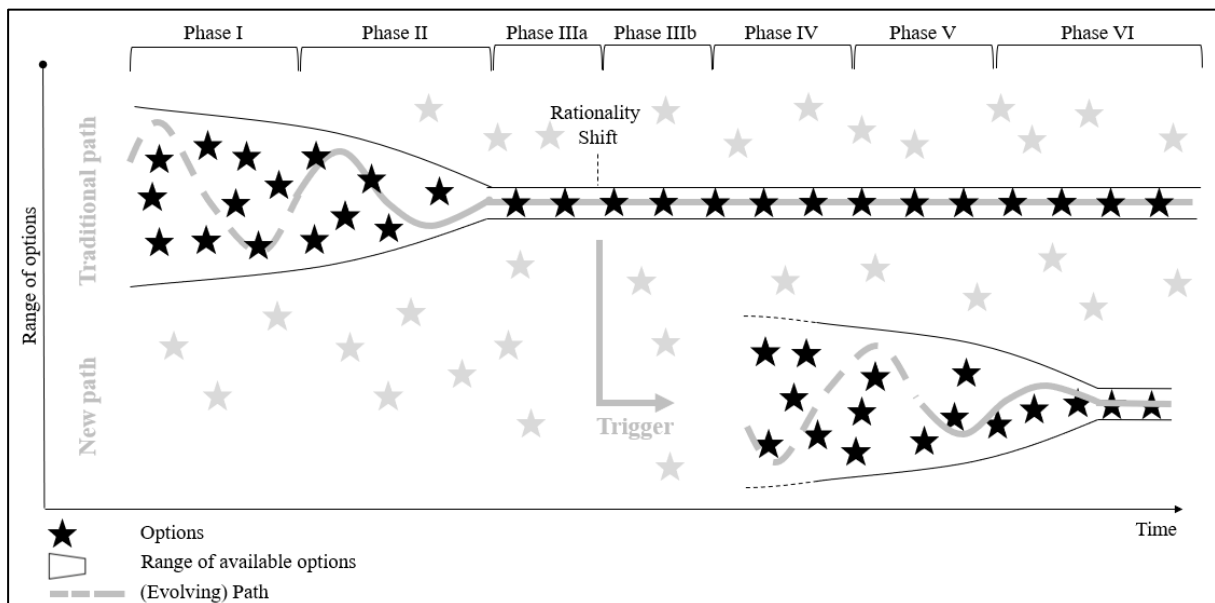 Phase I
Phase II
Phase IIIa
Phase IIIb
Phase IV
Phase V
Phase VI
Range of options
Traditional path
New path
Rationality
Shift
Trigger
Time
Options
Range of available options
(Evolving) Path